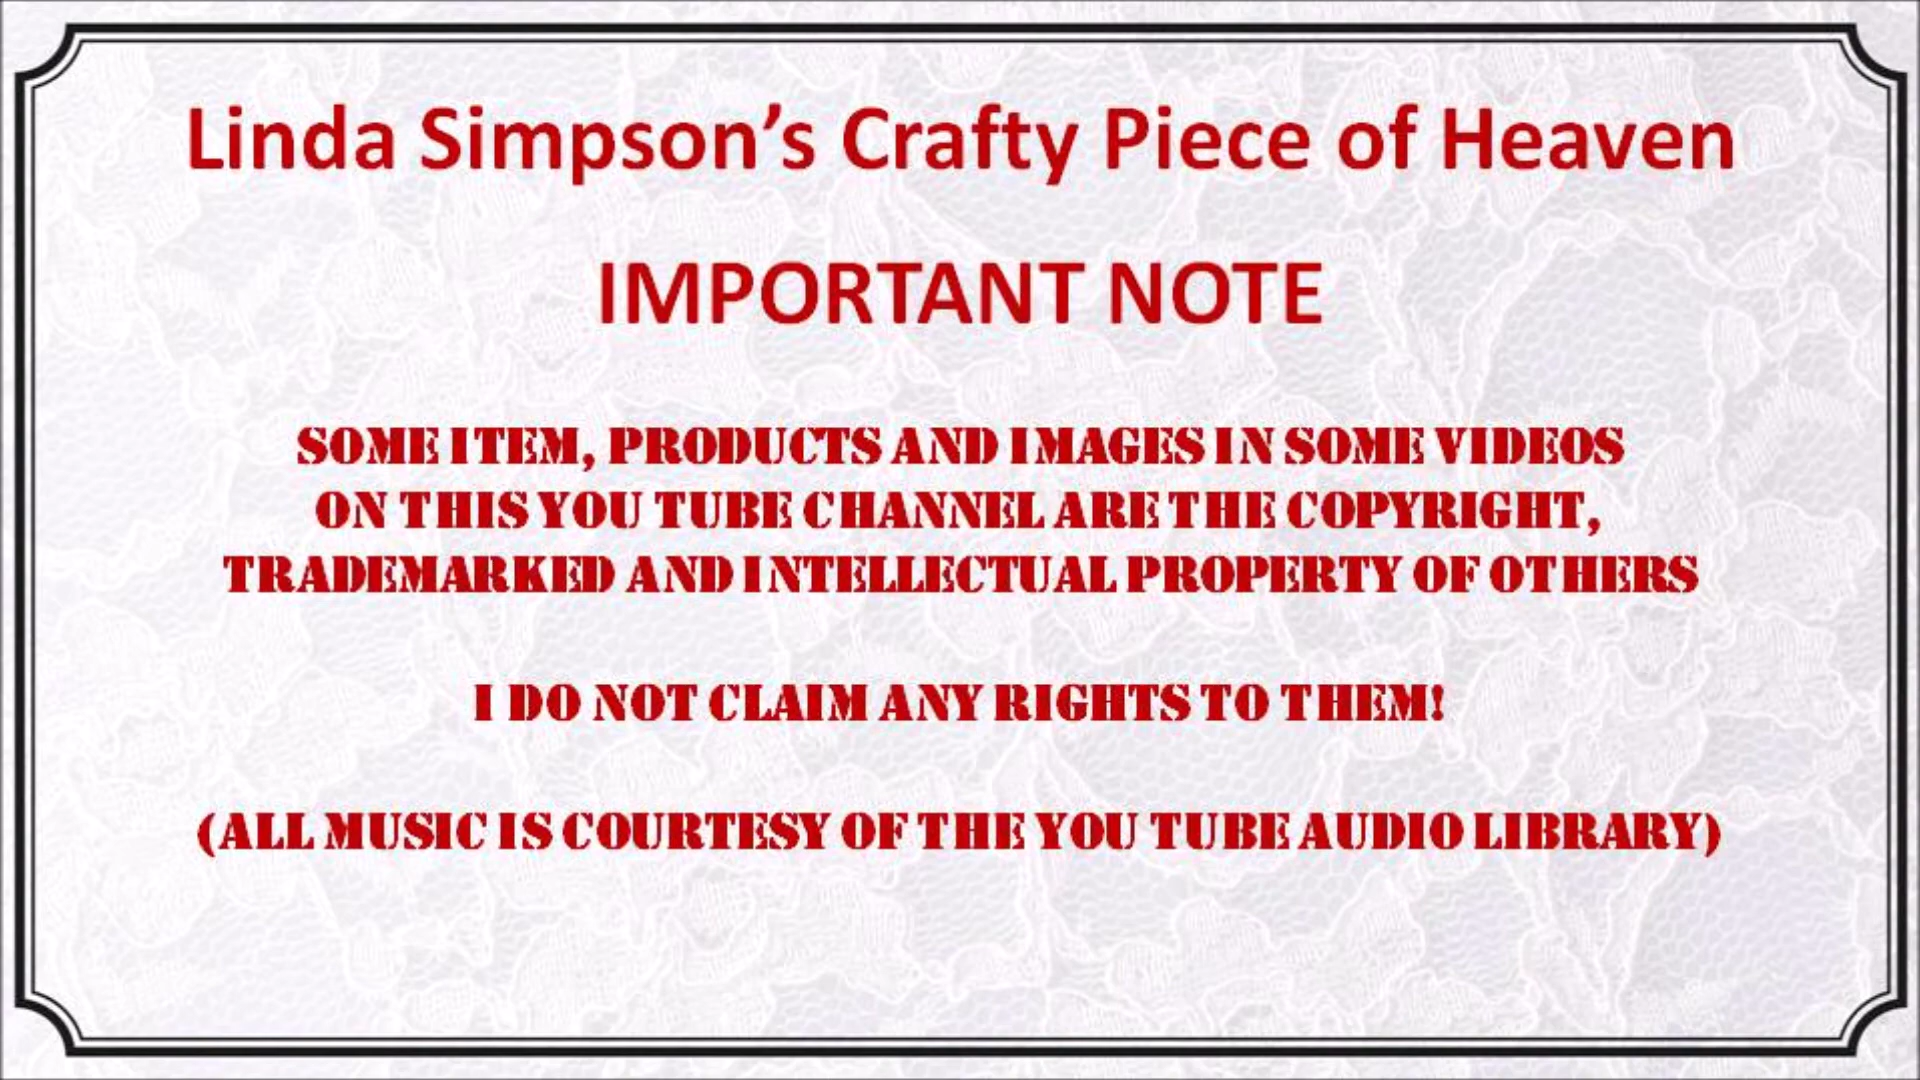 Linda Simpson’s Crafty Piece of Heaven
IMPORTANT NOTE
SOME ITEM, PRODUCTS AND IMAGES IN SOME VIDEOS
ON THIS YOU TUBE CHANNEL ARE THE COPYRIGHT,
TRADEMARKED AND INTELLECTUAL PROPERTY OF OTHERS
I DO NOT CLAIM ANY RIGHTS TO THEM!
(ALL MUSIC IS COURTESY OF THE YOU TUBE AUDIO LIBRARY)